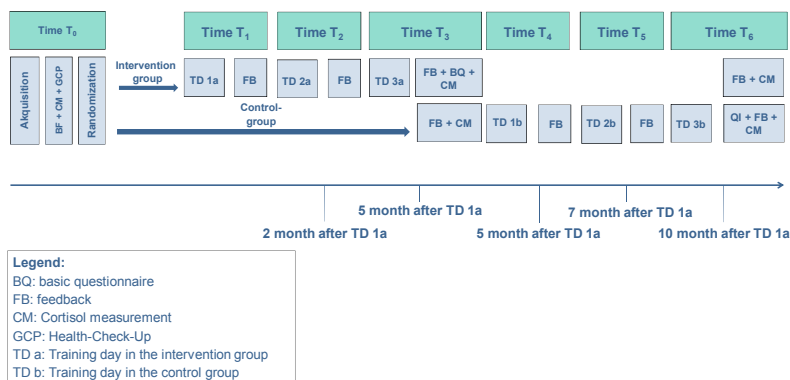 Time T₀
Time T₁
Time T₂
Time T₃
Time T₄
Time T₅
Time T₆
Akquisition
BF + CM + GCP
Randomization
Intervention
group
TD 1a
FB
TD 2a
FB
TD 3a
FB + BQ +
CM
FB + CM
Control-
group
FB + CM
TD 1b
FB
TD 2b
FB
TD 3b
QI + FB +
CM
5 month after TD 1a
7 month after TD 1a
2 month after TD 1a
5 month after TD 1a
10 month after TD 1a
Legend:
BQ: basic questionnaire
FB: feedback
CM: Cortisol measurement
GCP: Health-Check-Up
TD a: Training day in the intervention group
TD b: Training day in the control group